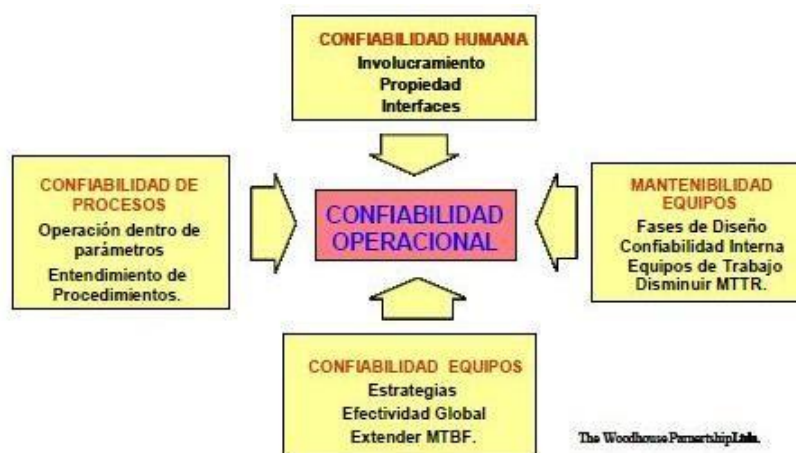 CONFIABILIDAD HUMANA
Involucramiento
Propiedad
Interfaces
CONFIABILIDAD DE
PROCESOS
Operación dentro de
parámetros
Entendimiento de
Procedimientos.
CONFIABILIDAD
OPERACIONAL
MANTENIBILIDAD
EQUIPOS
Fases de Diseño
Confiabilidad Interna
Equipos de Trabajo
Disminuir MTTR.
CONFIABILIDAD EQUIPOS
Estrategias
Efectividad Global
Extender MTBF.
The Woodhouse